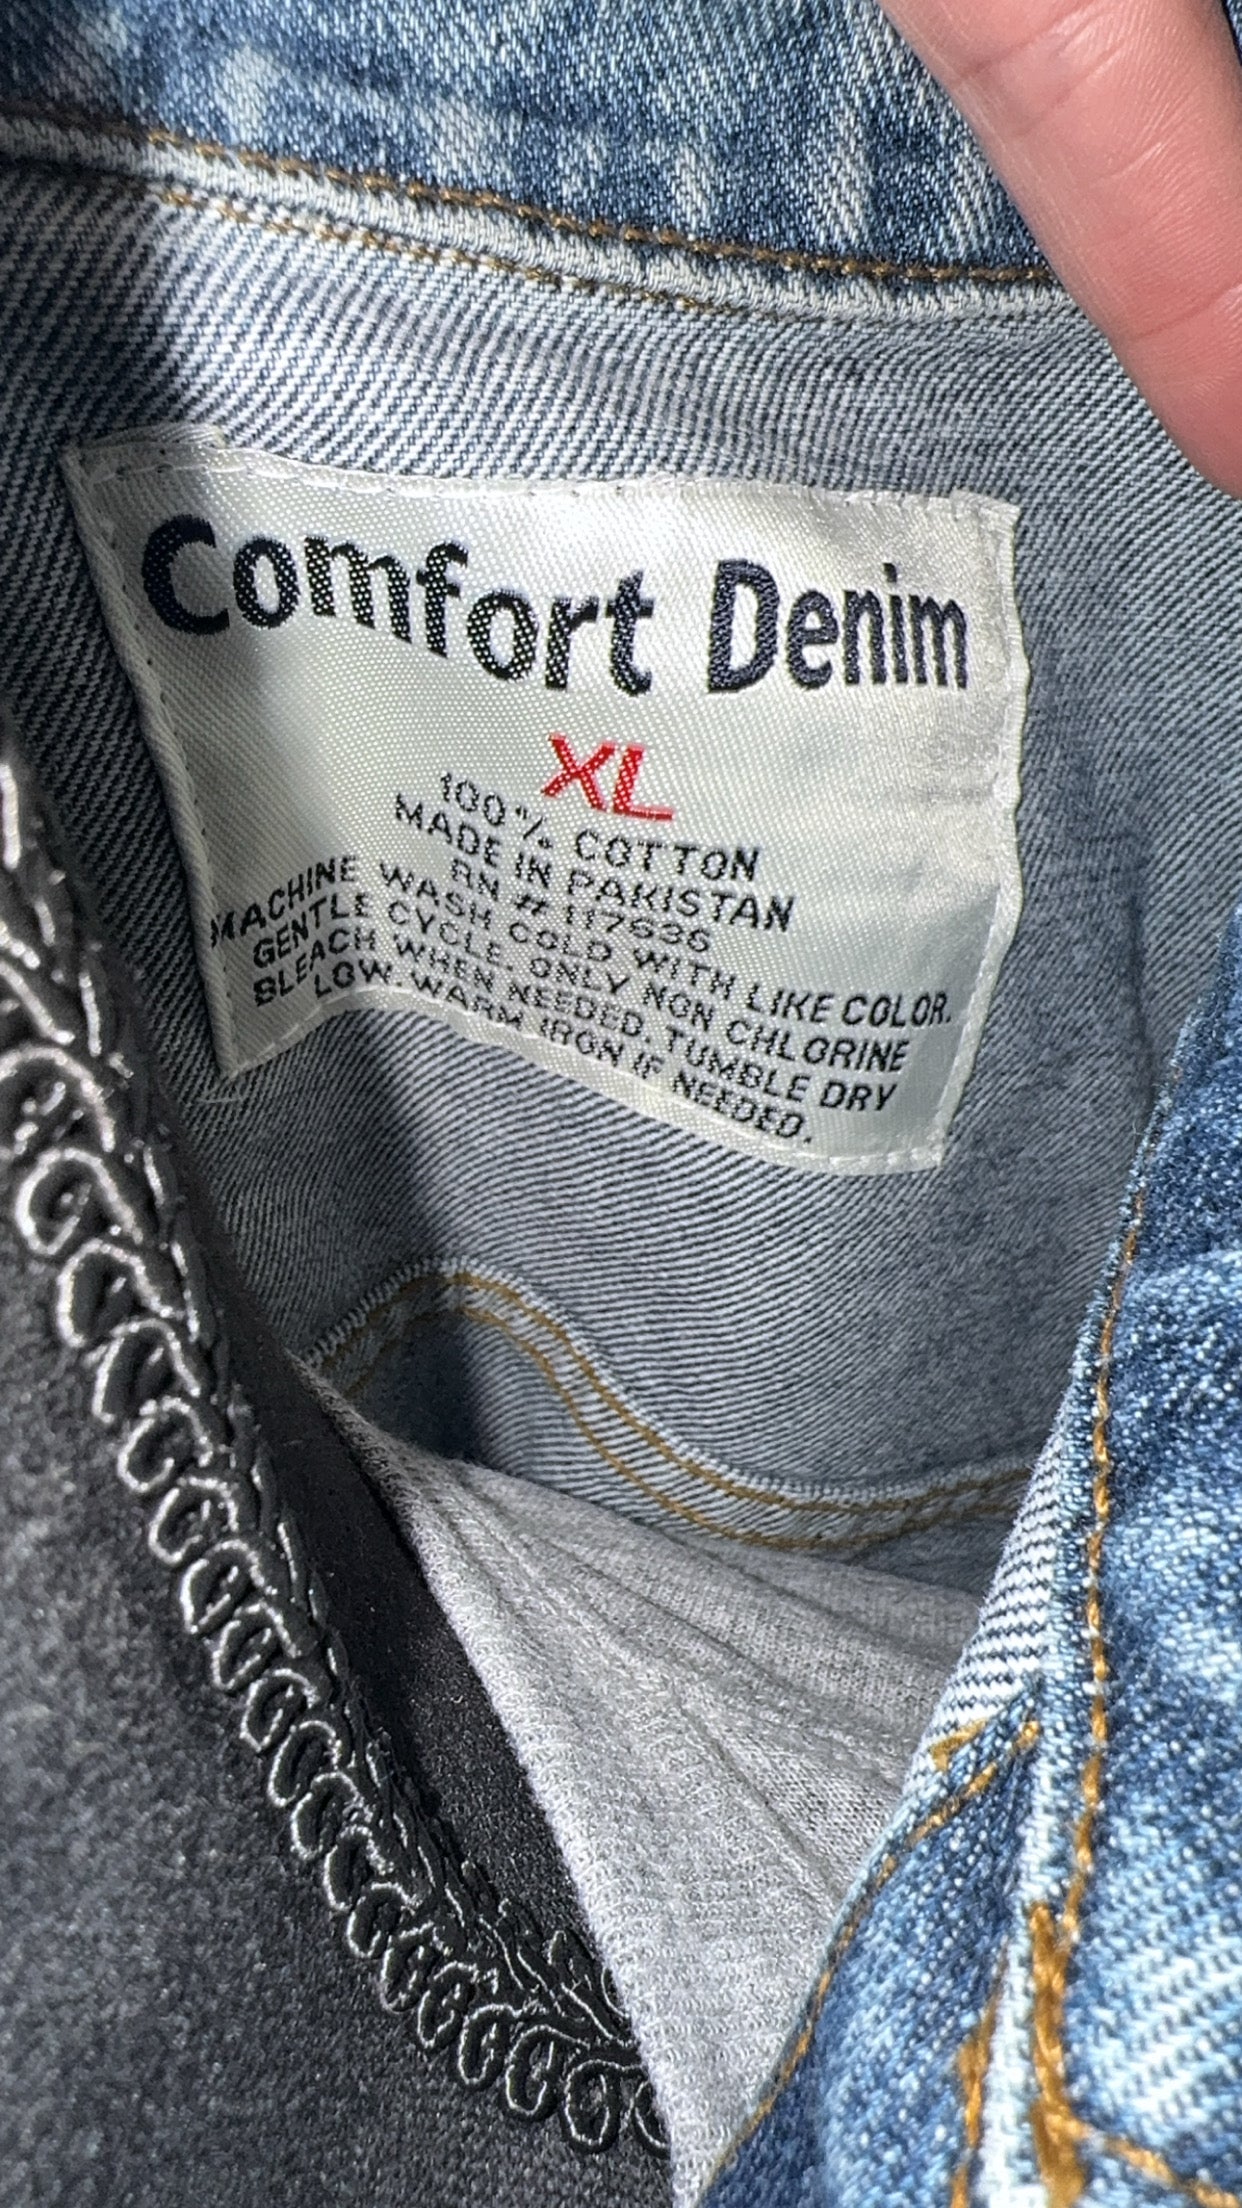 Comfort Denim
XL
100% COTTON
MADE IN PAKISTAN
RN # 117636
MACHINE WASH COLD WITH LIKE COLOR.
GENTLE CYCLE. ONLY NON CHLORINE
BLEACH WHEN NEEDED. TUMBLE DRY
LOW. WARM IRON IF NEEDED.